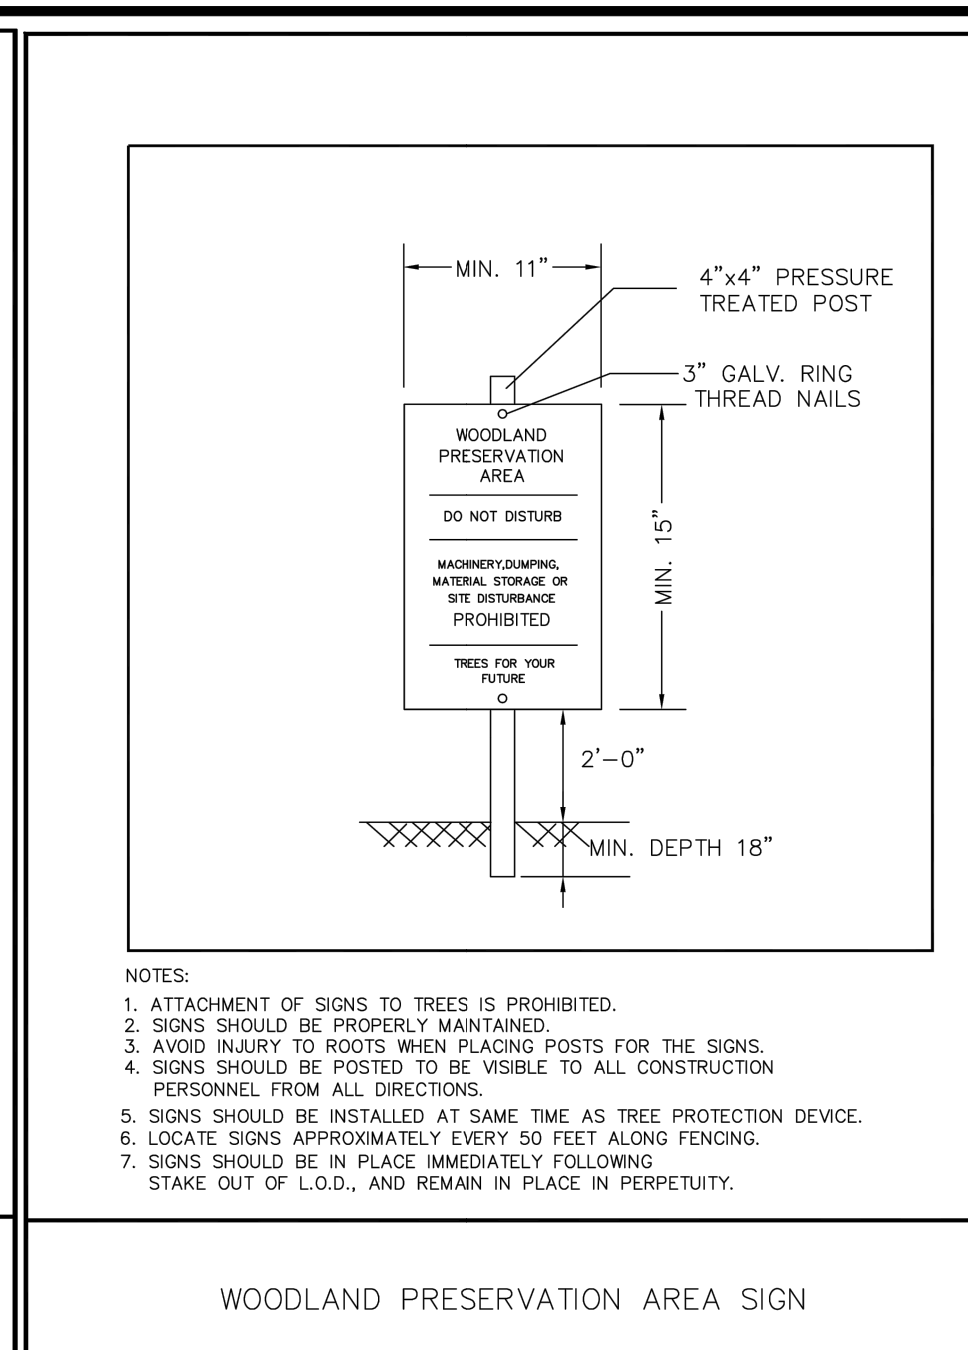 MIN. 11"
4"x4" PRESSURE
TREATED POST
3" GALV. RING
THREAD NAILS
WOODLAND
PRESERVATION
AREA
DO NOT DISTURB
MACHINERY,DUMPING,
MATERIAL STORAGE OR
SITE DISTURBANCE
PROHIBITED
TREES FOR YOUR
FUTURE
MIN. 15"
2'-0"
MIN. DEPTH 18"
NOTES:
1. ATTACHMENT OF SIGNS TO TREES IS PROHIBITED.
2. SIGNS SHOULD BE PROPERLY MAINTAINED.
3. AVOID INJURY TO ROOTS WHEN PLACING POSTS FOR THE SIGNS.
4. SIGNS SHOULD BE POSTED TO BE VISIBLE TO ALL CONSTRUCTION
PERSONNEL FROM ALL DIRECTIONS.
5. SIGNS SHOULD BE INSTALLED AT SAME TIME AS TREE PROTECTION DEVICE.
6. LOCATE SIGNS APPROXIMATELY EVERY 50 FEET ALONG FENCING.
7. SIGNS SHOULD BE IN PLACE IMMEDIATELY FOLLOWING
STAKE OUT OF L.O.D., AND REMAIN IN PLACE IN PERPETUITY.
WOODLAND PRESERVATION AREA SIGN